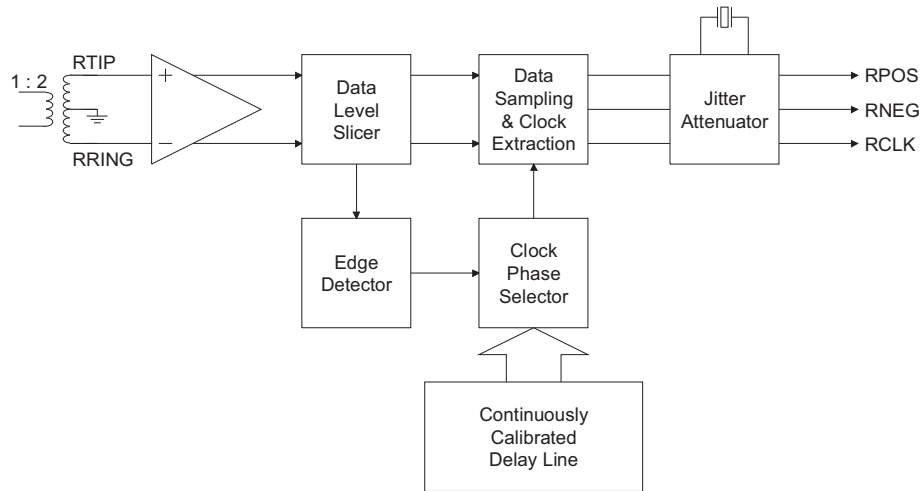 1 : 2
RTIP
RRING
+
−
Data
Level
Slicer
Data
Sampling
& Clock
Extraction
Jitter
Attenuator
RPOS
RNEG
RCLK
Edge
Detector
Clock
Phase
Selector
Continuously
Calibrated
Delay Line